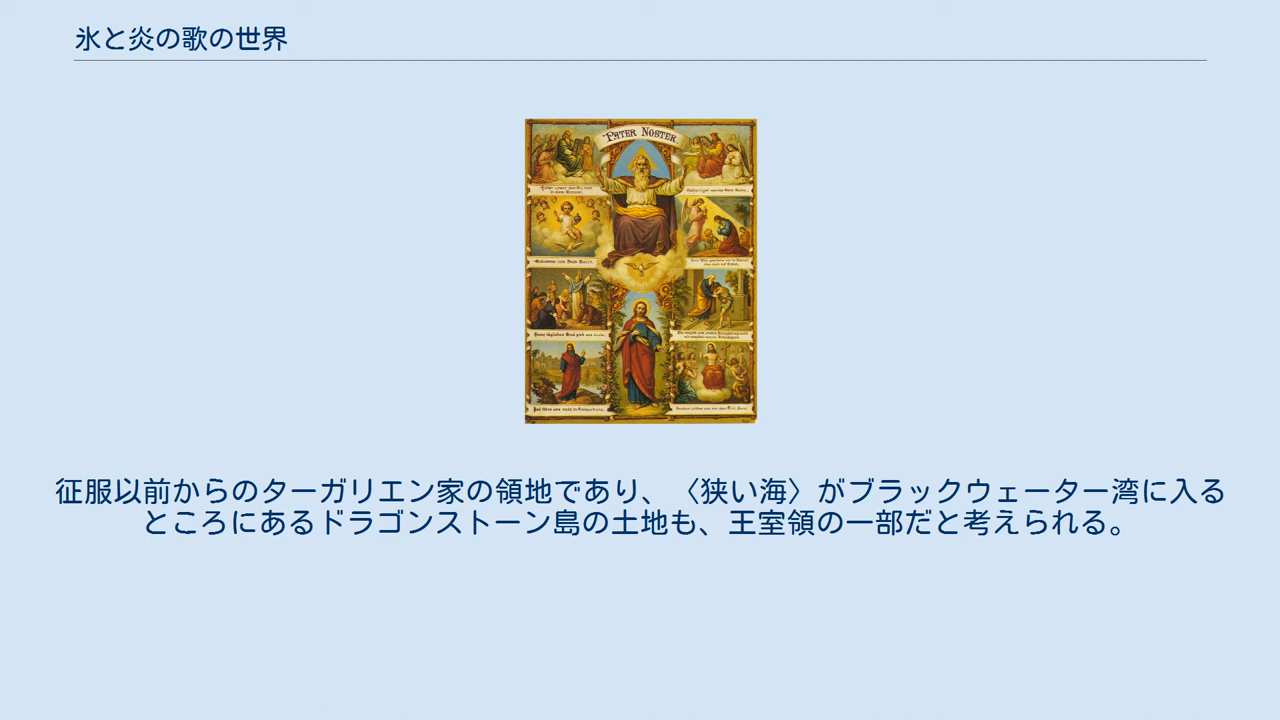 氷と炎の歌の世界
PATER NOSTER.
征服以前からのターガリエン家の領地であり、〈狭い海〉がブラックウェーター湾に入る
ところにあるドラゴンストーン島の土地も、王室領の一部だと考えられる。